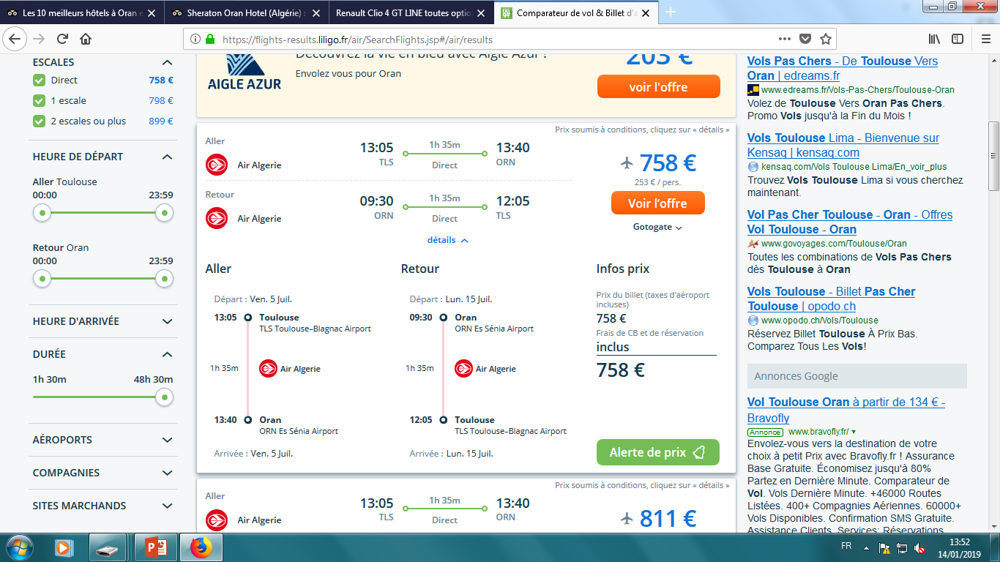 Les 10 meilleurs hôtels à Oran e
Sheraton Oran Hotel (Algérie) :
Renault Clio 4 GT LINE toutes optio
Comparateur de vol & Billet d'a
https://flights-results.liligo.fr/air/SearchFlights.jsp#/air/results
ESCALES
Direct 758 €
1 escale 798 €
2 escales ou plus 899 €
HEURE DE DÉPART
Aller Toulouse
00:00 23:59
Retour Oran
00:00 23:59
HEURE D'ARRIVÉE
DURÉE
1h 30m 48h 30m
AÉROPORTS
COMPAGNIES
SITES MARCHANDS
AIGLE AZUR
Découvrez la vie en bleu avec Aigle Azur !
Envolez vous pour Oran
203 €
voir l'offre
Prix soumis à conditions, cliquez sur « détails »
Aller
Air Algerie
13:05 1h 35m 13:40
TLS Direct ORN
Retour
Air Algerie
09:30 1h 35m 12:05
ORN Direct TLS
détails
758 €
253 € / pers.
Voir l'offre
Gotogate
Aller
Départ : Ven. 5 Juil.
13:05 Toulouse
TLS Toulouse–Blagnac Airport
1h 35m Air Algerie
13:40 Oran
ORN Es Sénia Airport
Arrivée : Ven. 5 Juil.
Retour
Départ : Lun. 15 Juil.
09:30 Oran
ORN Es Sénia Airport
1h 35m Air Algerie
12:05 Toulouse
TLS Toulouse–Blagnac Airport
Arrivée : Lun. 15 Juil.
Infos prix
Prix du billet (taxes d'aéroport
incluses)
758 €
Frais de CB et de réservation
inclus
758 €
Alerte de prix
Prix soumis à conditions, cliquez sur « détails »
Aller
Air Algerie
13:05 1h 35m 13:40
TLS Direct ORN
811 €
Vols Pas Chers - De Toulouse Vers
Oran | edreams.fr
www.edreams.fr/Vols-Pas-Chers/Toulouse-Oran
Volez de Toulouse Vers Oran Pas Chers.
Promo Vols jusqu'à la Fin du Mois !
Vols Toulouse Lima - Bienvenue sur
Kensaq | kensaq.com
kensaq.com/Vols Toulouse Lima/En_voir_plus
Trouvez Vols Toulouse Lima si vous cherchez
maintenant.
Vol Pas Cher Toulouse - Oran - Offres
Vol Toulouse - Oran
www.govoyages.com/Toulouse/Oran
Toutes les combinations de Vols Pas Chers
dès Toulouse à Oran
Vols Toulouse - Billet Pas Cher
Toulouse | opodo.ch
www.opodo.ch/Vols/Toulouse
Réservez Billet Toulouse À Prix Bas.
Comparez Tous Les Vols!
Annonces Google
Vol Toulouse Oran à partir de 134 € -
Bravofly
Annonce www.bravofly.fr/
Envolez-vous vers la destination de votre
choix à petit Prix avec Bravofly.fr ! Assurance
Base Gratuite. Économisez jusqu'à 80%
Partez en Dernière Minute. Comparateur de
Vol. Vols Dernière Minute. +46000 Routes
Listées. 400+ Compagnies Aériennes. 60000+
Vols Disponibles. Confirmation SMS Gratuite.
Assistance Clients. Services: Réservations
FR
13:52
14/01/2019